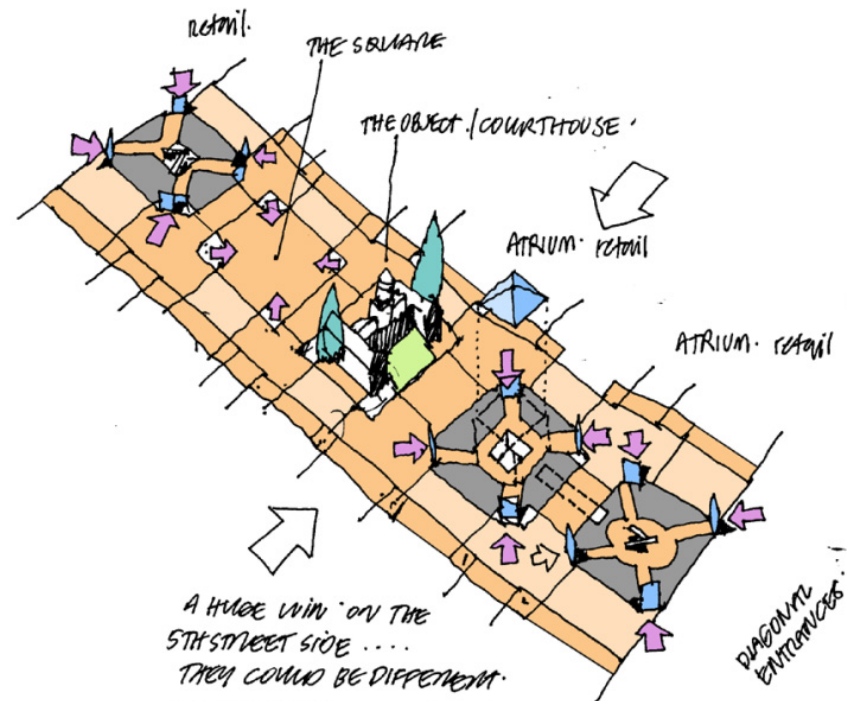 retail.
THE SQUARE
THE OBJECT./COURTHOUSE.
ATRIUM. retail
ATRIUM. retail
A HUGE WIN ON THE
5TH STREET SIDE ....
THEY COULD BE DIFFERENT.
DIAGONAL
ENTRANCES...